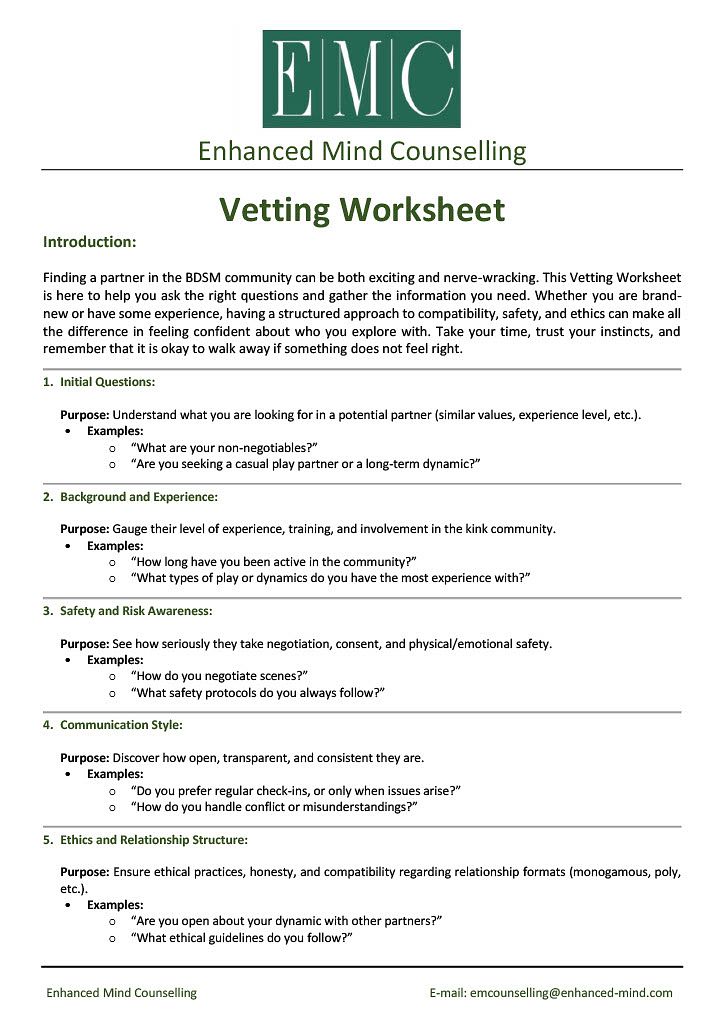 E|M|C
Enhanced Mind Counselling
Vetting Worksheet
Introduction:
Finding a partner in the BDSM community can be both exciting and nerve-wracking. This Vetting Worksheet
is here to help you ask the right questions and gather the information you need. Whether you are brand-
new or have some experience, having a structured approach to compatibility, safety, and ethics can make all
the difference in feeling confident about who you explore with. Take your time, trust your instincts, and
remember that it is okay to walk away if something does not feel right.
1. Initial Questions:
Purpose: Understand what you are looking for in a potential partner (similar values, experience level, etc.).
• Examples:
o “What are your non-negotiables?”
o “Are you seeking a casual play partner or a long-term dynamic?”
2. Background and Experience:
Purpose: Gauge their level of experience, training, and involvement in the kink community.
• Examples:
o “How long have you been active in the community?”
o “What types of play or dynamics do you have the most experience with?”
3. Safety and Risk Awareness:
Purpose: See how seriously they take negotiation, consent, and physical/emotional safety.
• Examples:
o “How do you negotiate scenes?”
o “What safety protocols do you always follow?”
4. Communication Style:
Purpose: Discover how open, transparent, and consistent they are.
• Examples:
o “Do you prefer regular check-ins, or only when issues arise?”
o “How do you handle conflict or misunderstandings?”
5. Ethics and Relationship Structure:
Purpose: Ensure ethical practices, honesty, and compatibility regarding relationship formats (monogamous, poly,
etc.).
• Examples:
o “Are you open about your dynamic with other partners?”
o “What ethical guidelines do you follow?”
Enhanced Mind Counselling E-mail: emcounselling@enhanced-mind.com